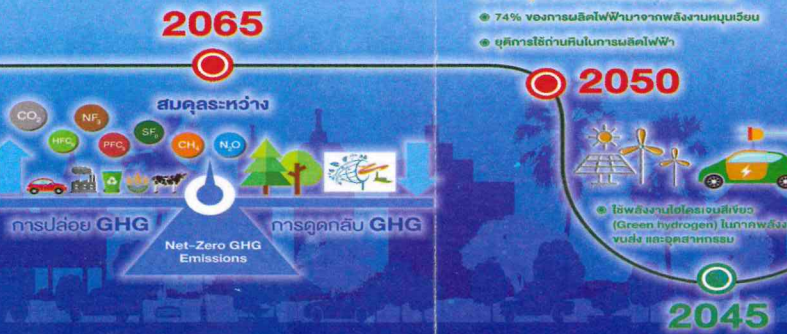 2065
สมดุลระหว่าง
CO₂
NF₃
HFCs
PFCs
SF₆
CH₄
N₂O
การปล่อย GHG
การดูดกลับ GHG
Net-Zero GHG
Emissions
74% ของการผลิตไฟฟ้ามาจากพลังงานหมุนเวียน
ยุติการใช้ถ่านหินในการผลิตไฟฟ้า
2050
ใช้พลังงานไฮโดรเจนสีเขียว
(Green hydrogen) ในภาคพลังง
ขนส่ง และอุตสาหกรรม
2045